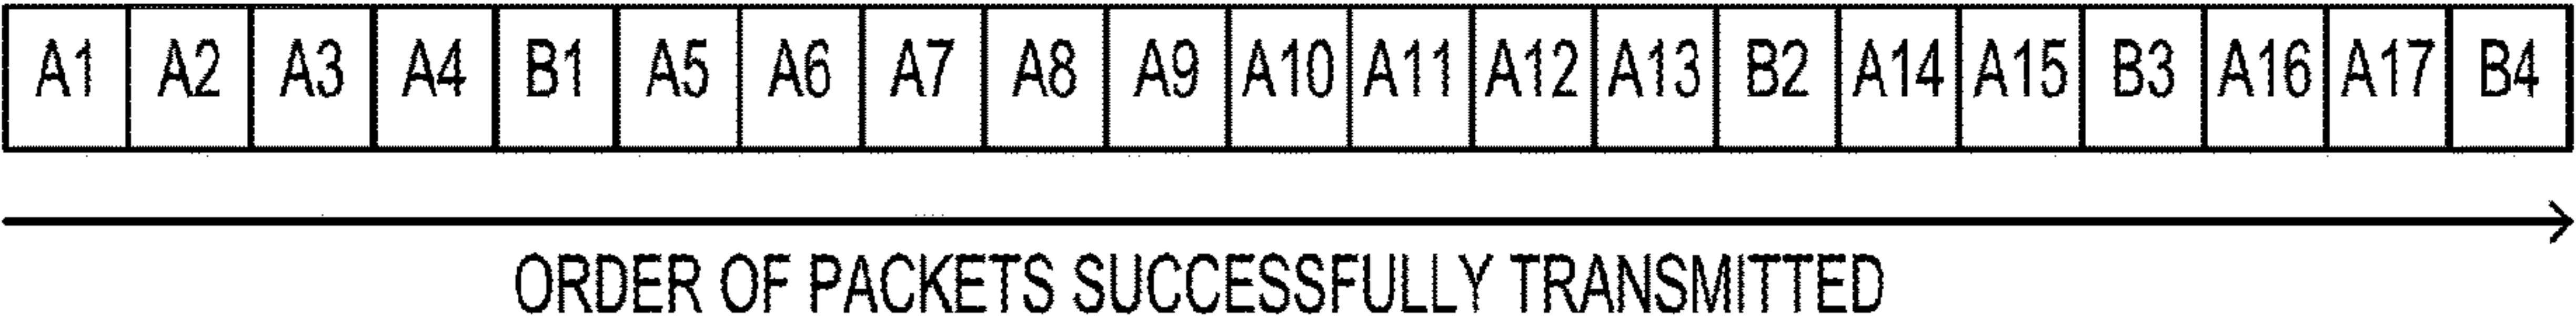 A1 A2 A3 A4 B1 A5 A6 A7 A8 A9 A10 A11 A12 A13 B2 A14 A15 B3 A16 A17 B4
ORDER OF PACKETS SUCCESSFULLY TRANSMITTED